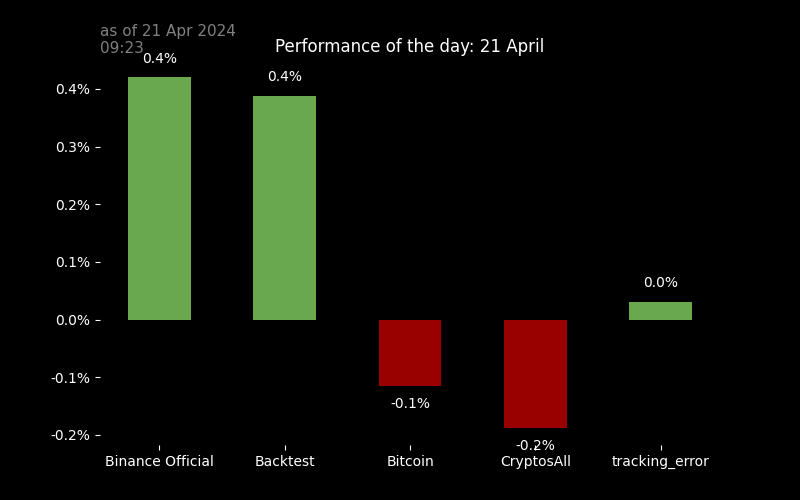 as of 21 Apr 2024
09:23
Performance of the day: 21 April
0.4%
0.4%
0.4%
0.3%
0.2%
0.1%
0.0%
0.0%
-0.1%
-0.1%
-0.2%
-0.2%
Binance Official
Backtest
Bitcoin
CryptosAll
tracking_error